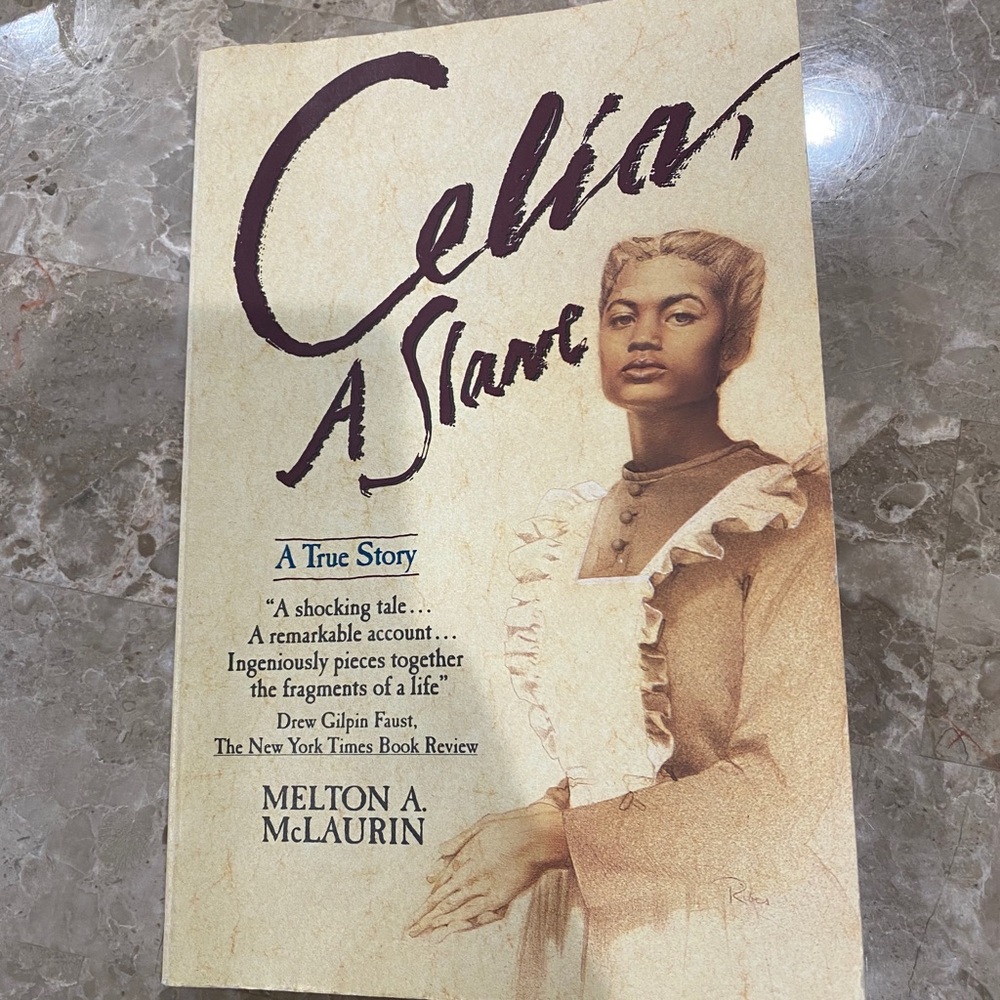 Celia,
A Slave
A True Story
“A shocking tale...
A remarkable account...
Ingeniously pieces together
the fragments of a life”
Drew Gilpin Faust,
The New York Times Book Review
MELTON A.
McLAURIN